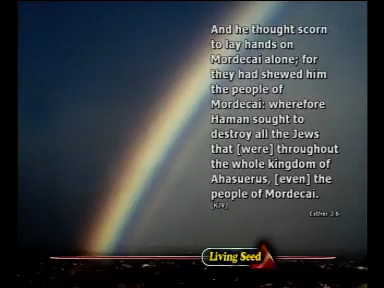 And he thought scorn
to lay hands on
Mordecai alone; for
they had shewed him
the people of
Mordecai: wherefore
Haman sought to
destroy all the Jews
that [were] throughout
the whole kingdom of
Ahasuerus, [even] the
people of Mordecai.
(KJV)
Esther 3:6
Living Seed